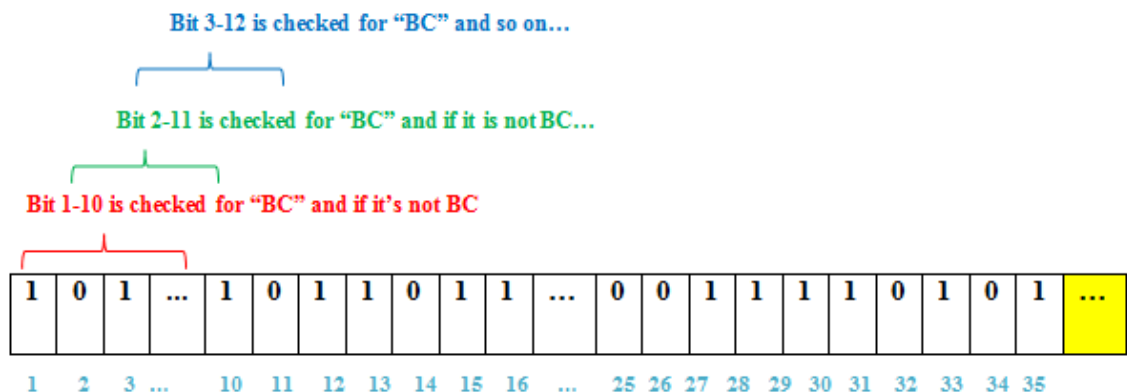 Bit 3-12 is checked for “BC” and so on…
Bit 2-11 is checked for “BC” and if it is not BC…
Bit 1-10 is checked for “BC” and if it’s not BC
1 0 1 ... 1 0 1 1 0 1 1 ... 0 0 1 1 1 1 0 1 0 1 ...
1 2 3 ... 10 11 12 13 14 15 16 ... 25 26 27 28 29 30 31 32 33 34 35